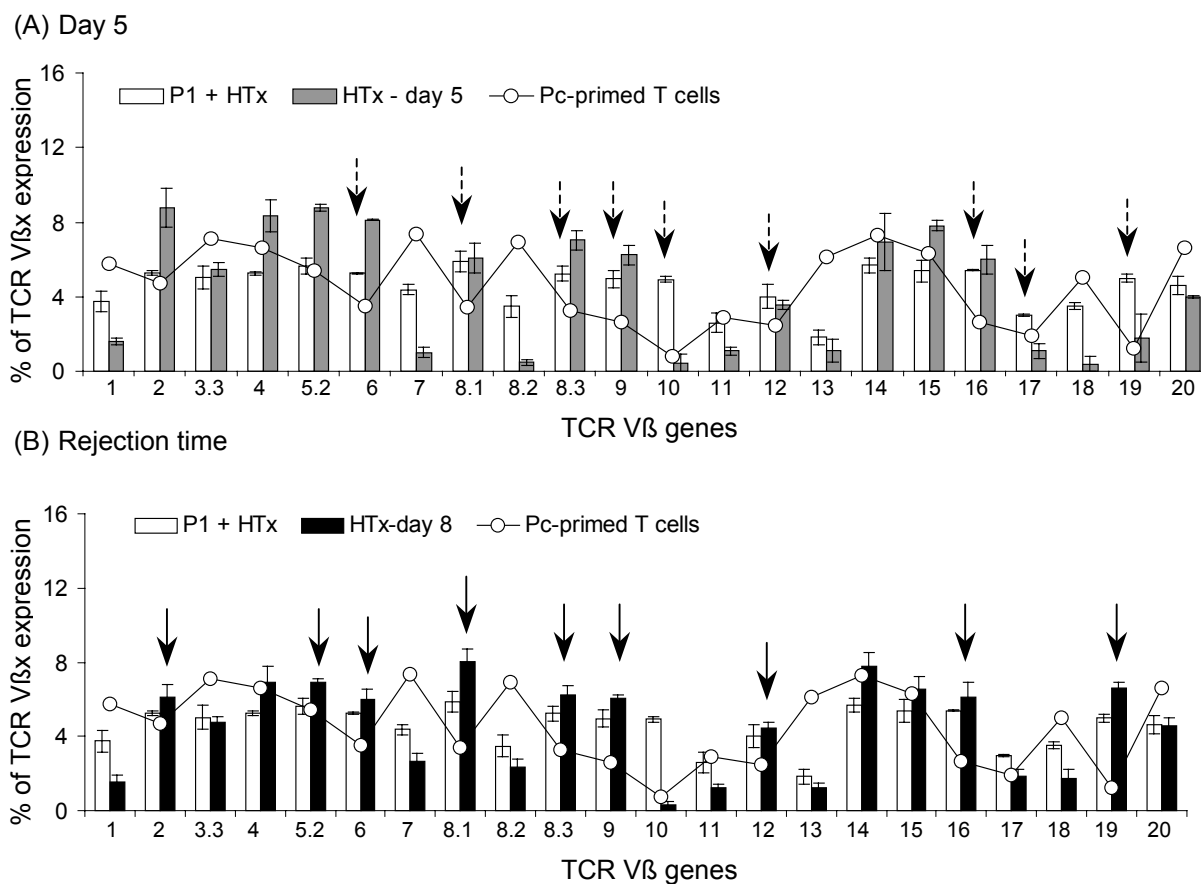 (A) Day 5
% of TCR Vßx expression
16
12
8
4
0
P1 + HTx
HTx - day 5
Pc-primed T cells
1 2 3.3 4 5.2 6 7 8.1 8.2 8.3 9 10 11 12 13 14 15 16 17 18 19 20
TCR Vß genes
(B) Rejection time
% of TCR Vßx expression
16
12
8
4
0
P1 + HTx
HTx-day 8
Pc-primed T cells
1 2 3.3 4 5.2 6 7 8.1 8.2 8.3 9 10 11 12 13 14 15 16 17 18 19 20
TCR Vß genes